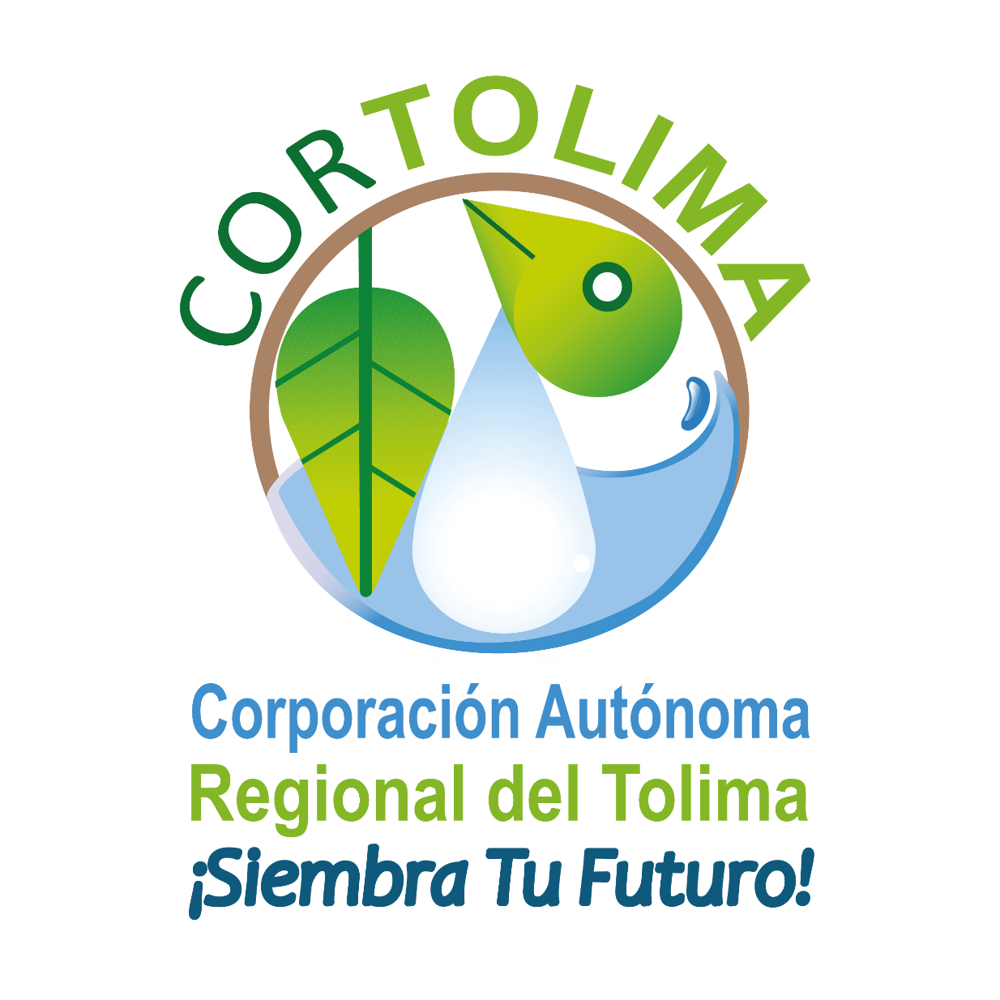 CORTOLIMA
Corporación Autónoma
Regional del Tolima
¡Siembra Tu Futuro!